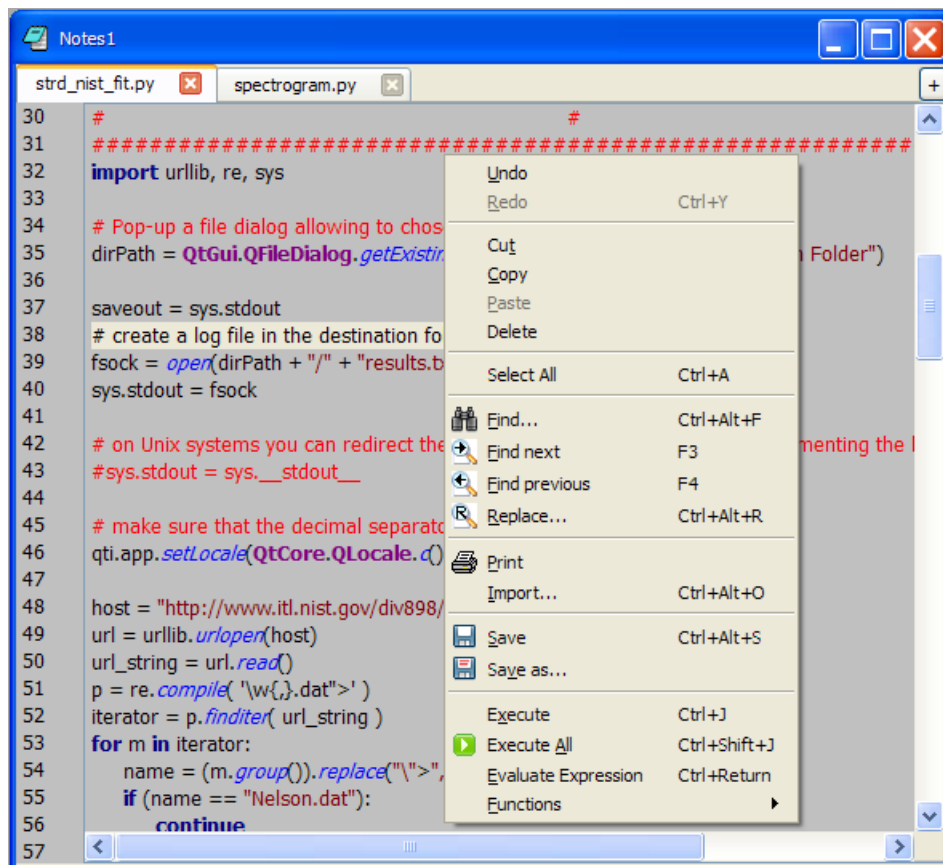 Notes1
strd_nist_fit.py spectrogram.py +
30 # #
31 #########################################################
32 import urllib, re, sys
33
34 # Pop-up a file dialog allowing to chos
35 dirPath = QtGui.QFileDialog.getExistin Folder")
36
37 saveout = sys.stdout
38 # create a log file in the destination fo
39 fsock = open(dirPath + "/" + "results.tx
40 sys.stdout = fsock
41
42 # on Unix systems you can redirect the menting the l
43 #sys.stdout = sys.__stdout__
44
45 # make sure that the decimal separato
46 qti.app.setLocale(QtCore.QLocale.c()
47
48 host = "http://www.itl.nist.gov/div898/
49 url = urllib.urlopen(host)
50 url_string = url.read()
51 p = re.compile( '\w{,}.dat">' )
52 iterator = p.finditer( url_string )
53 for m in iterator:
54 name = (m.group()).replace("\">",
55 if (name == "Nelson.dat"):
56 continue
57
Undo
Redo Ctrl+Y
Cut
Copy
Paste
Delete
Select All Ctrl+A
Find... Ctrl+Alt+F
Find next F3
Find previous F4
Replace... Ctrl+Alt+R
Print
Import... Ctrl+Alt+O
Save Ctrl+Alt+S
Save as...
Execute Ctrl+J
Execute All Ctrl+Shift+J
Evaluate Expression Ctrl+Return
Functions